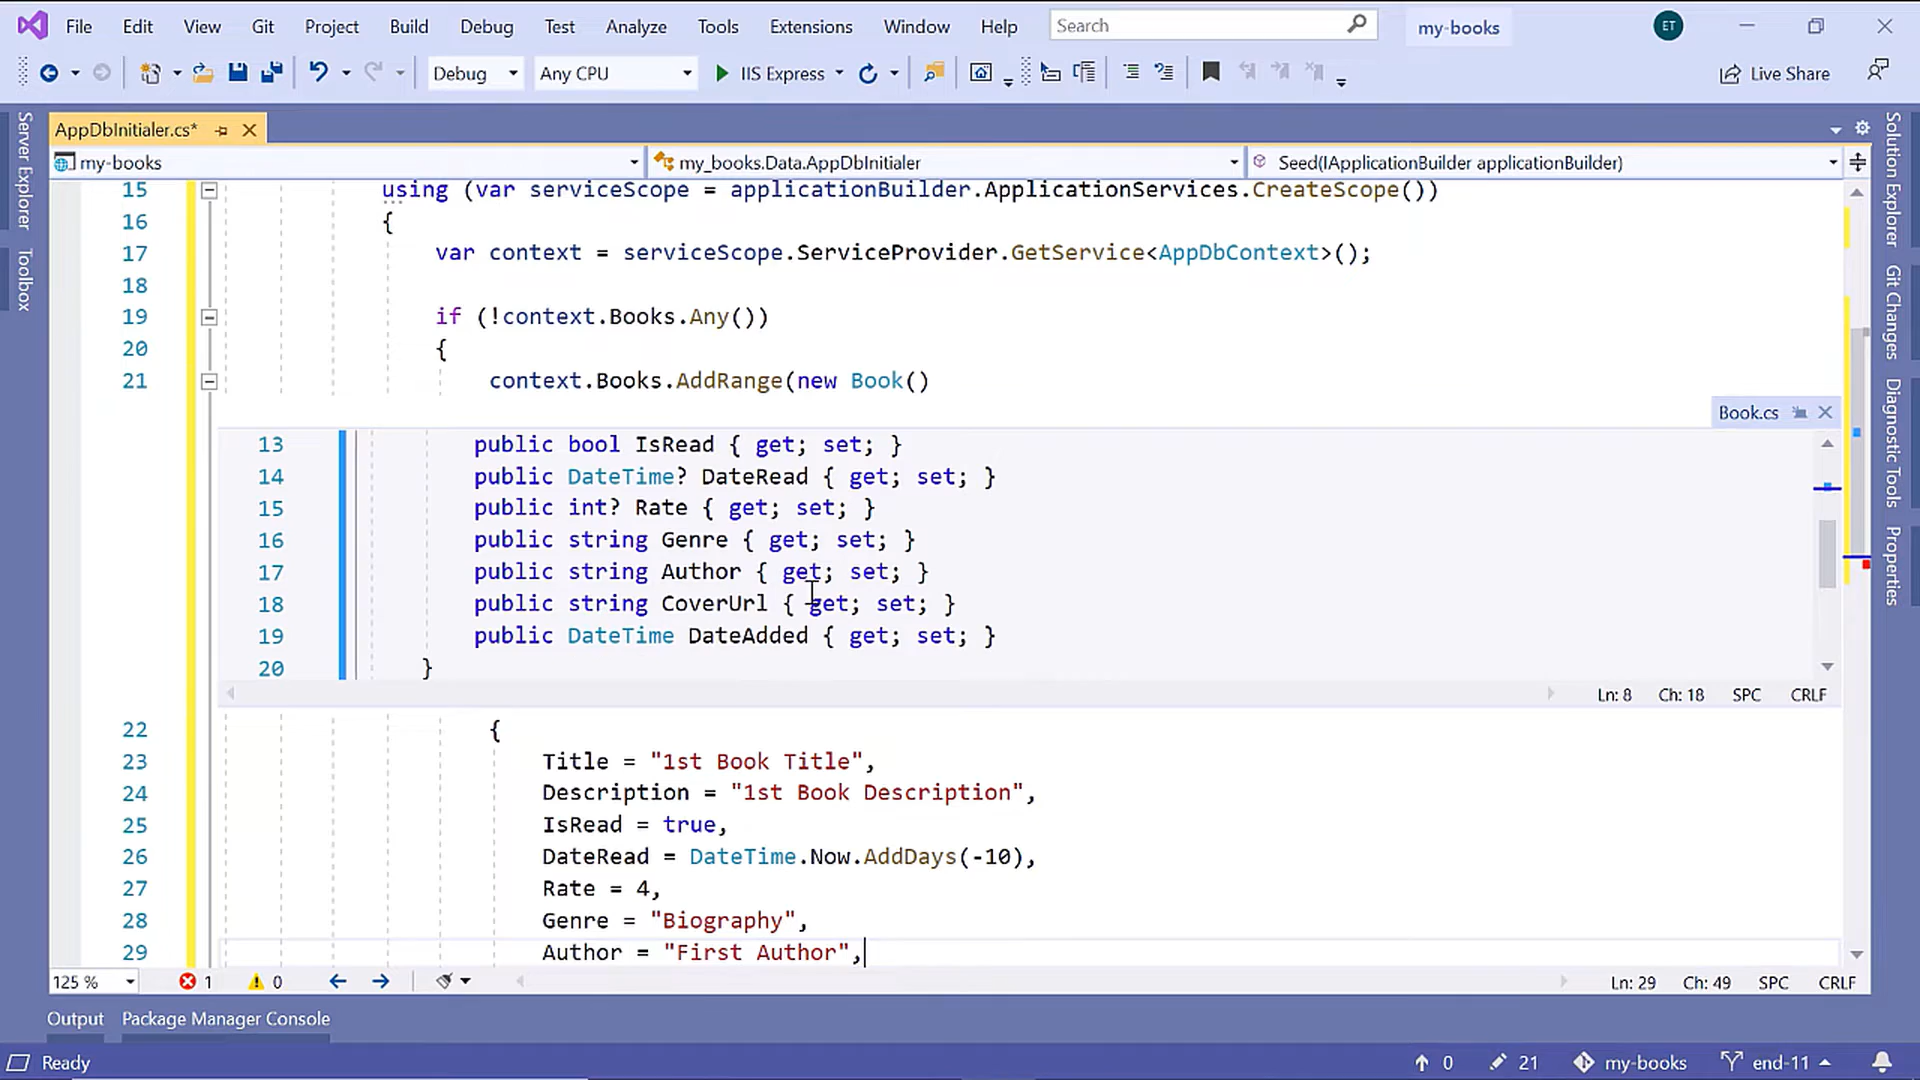 File Edit View Git Project Build Debug Test Analyze Tools Extensions Window Help Search my-books ET
Debug Any CPU IIS Express Live Share
AppDbInitialer.cs*
my-books my_books.Data.AppDbInitialer Seed(IApplicationBuilder applicationBuilder)
Server Explorer
Toolbox
15 using (var serviceScope = applicationBuilder.ApplicationServices.CreateScope())
16 {
17 var context = serviceScope.ServiceProvider.GetService<AppDbContext>();
18
19 if (!context.Books.Any())
20 {
21 context.Books.AddRange(new Book()
Book.cs
13 public bool IsRead { get; set; }
14 public DateTime? DateRead { get; set; }
15 public int? Rate { get; set; }
16 public string Genre { get; set; }
17 public string Author { get; set; }
18 public string CoverUrl { get; set; }
19 public DateTime DateAdded { get; set; }
20 }
Ln: 8 Ch: 18 SPC CRLF
22 {
23 Title = "1st Book Title",
24 Description = "1st Book Description",
25 IsRead = true,
26 DateRead = DateTime.Now.AddDays(-10),
27 Rate = 4,
28 Genre = "Biography",
29 Author = "First Author",
125 % 1 0 Ln: 29 Ch: 49 SPC CRLF
Solution Explorer
Git Changes
Diagnostic Tools
Properties
Output Package Manager Console
Ready 0 21 my-books end-11